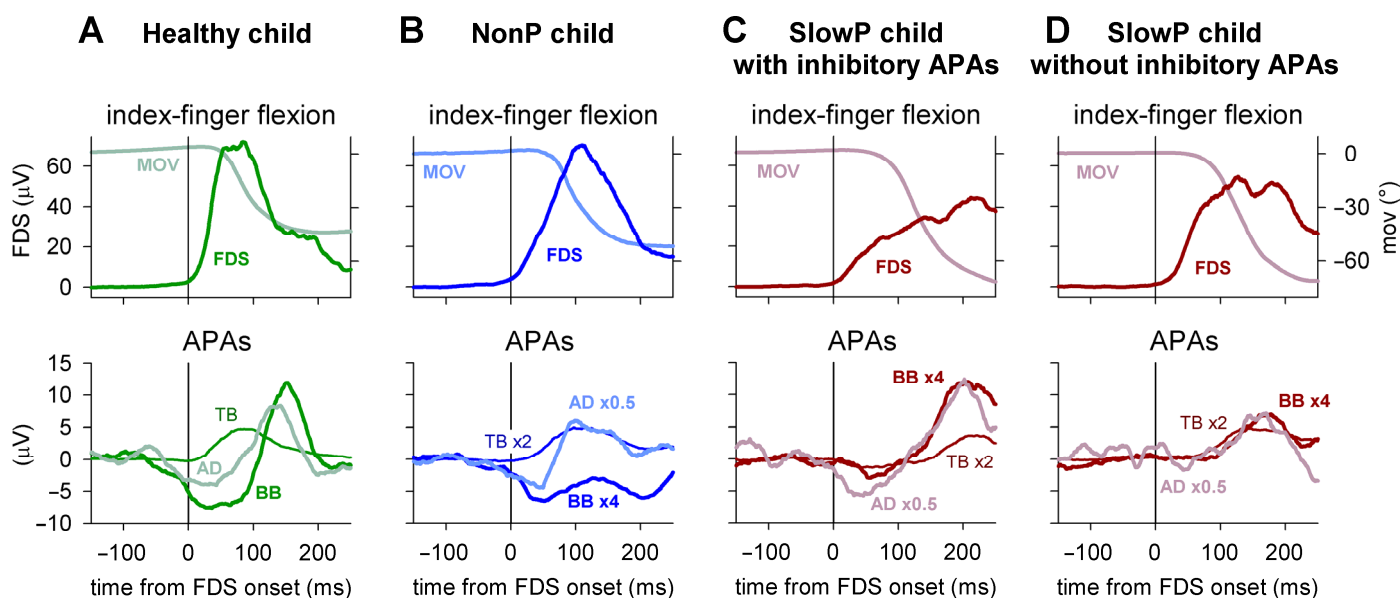 A Healthy child
B NonP child
C SlowP child
with inhibitory APAs
D SlowP child
without inhibitory APAs
index-finger flexion
index-finger flexion
index-finger flexion
index-finger flexion
FDS (μV)
60
40
20
0
MOV
FDS
MOV
FDS
MOV
FDS
MOV
FDS
0
−30
−60
mov (°)
APAs
APAs
APAs
APAs
(μV)
15
10
5
0
−5
−10
TB
AD
BB
AD x0.5
TB x2
BB x4
BB x4
TB x2
AD x0.5
BB x4
TB x2
AD x0.5
−100 0 100 200
−100 0 100 200
−100 0 100 200
−100 0 100 200
time from FDS onset (ms)
time from FDS onset (ms)
time from FDS onset (ms)
time from FDS onset (ms)